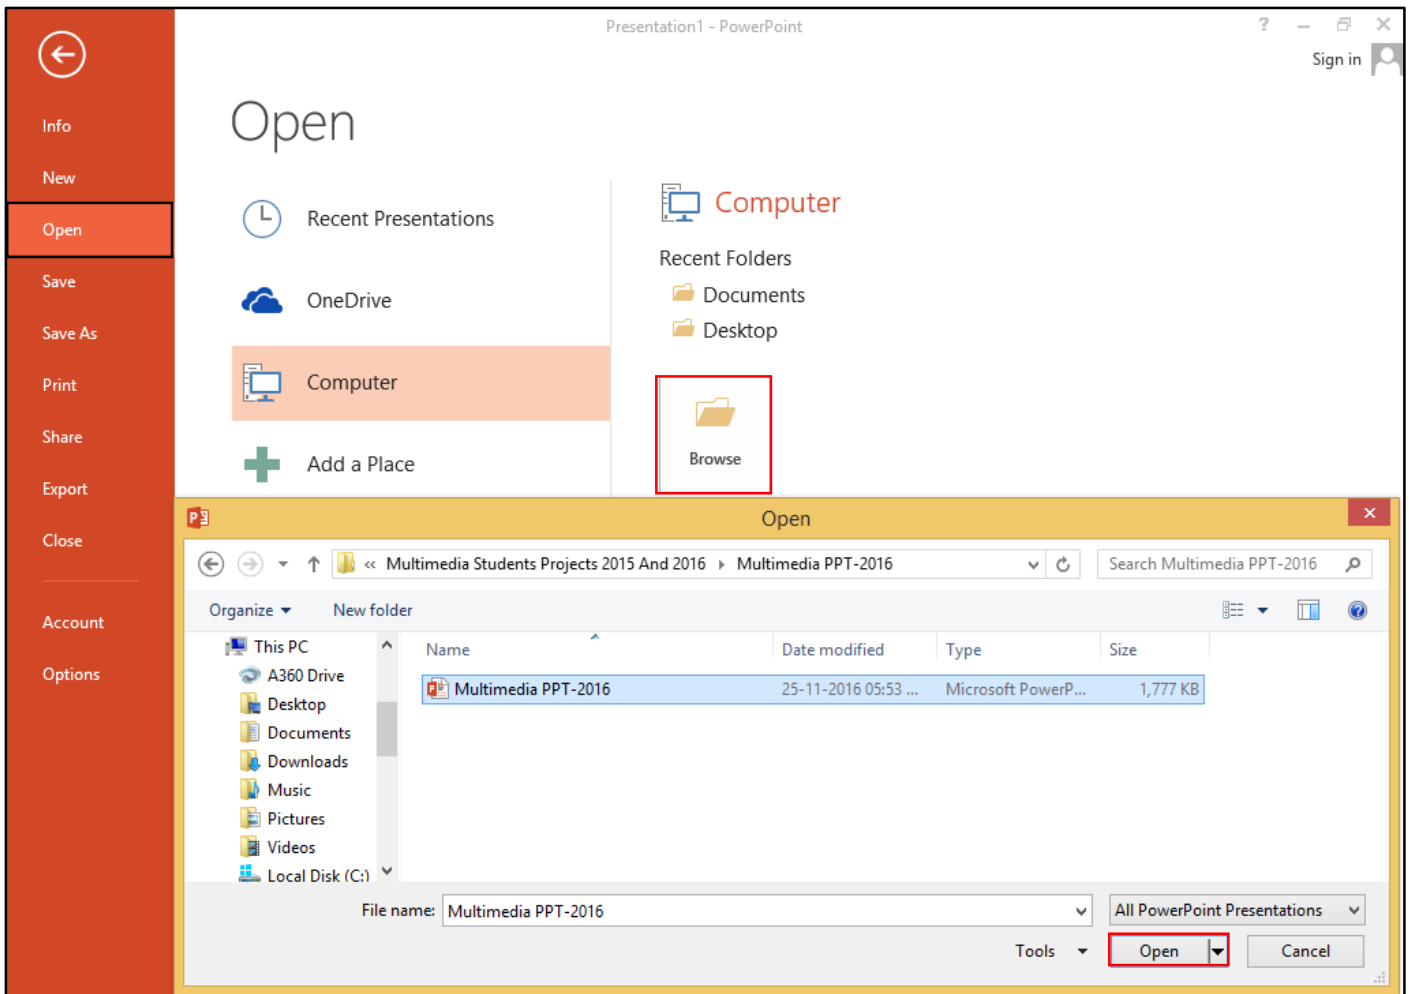 Presentation1 - PowerPoint
?
Sign in
Info
New
Open
Save
Save As
Print
Share
Export
Close
Account
Options
Open
Recent Presentations
OneDrive
Computer
Add a Place
Computer
Recent Folders
Documents
Desktop
Browse
Open
« Multimedia Students Projects 2015 And 2016 Multimedia PPT-2016
Search Multimedia PPT-2016
Organize New folder
This PC
A360 Drive
Desktop
Documents
Downloads
Music
Pictures
Videos
Local Disk (C:)
Name Date modified Type Size
Multimedia PPT-2016 25-11-2016 05:53 ... Microsoft PowerP... 1,777 KB
File name: Multimedia PPT-2016 All PowerPoint Presentations
Tools Open Cancel